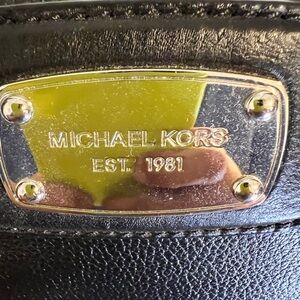 MICHAEL KORS
EST. 1981